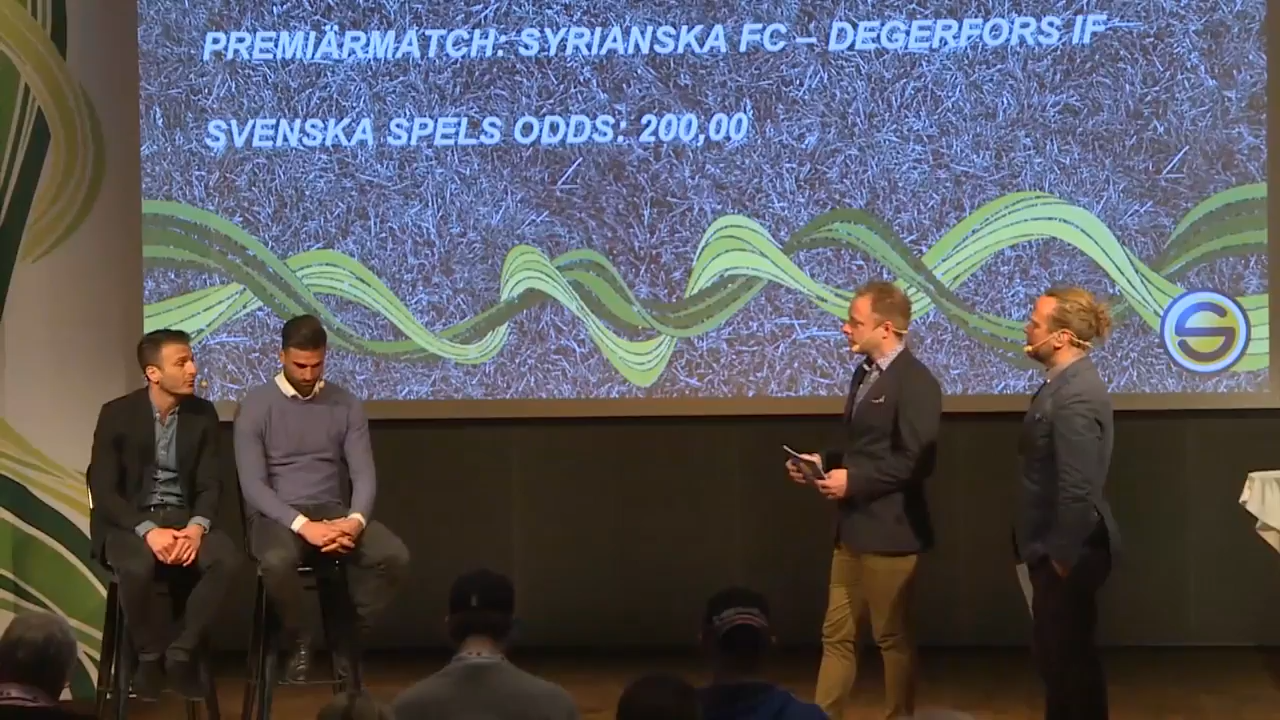 PREMIÄRMATCH: SYRIANSKA FC – DEGERFORS IF
SVENSKA SPELS ODDS: 200,00
S